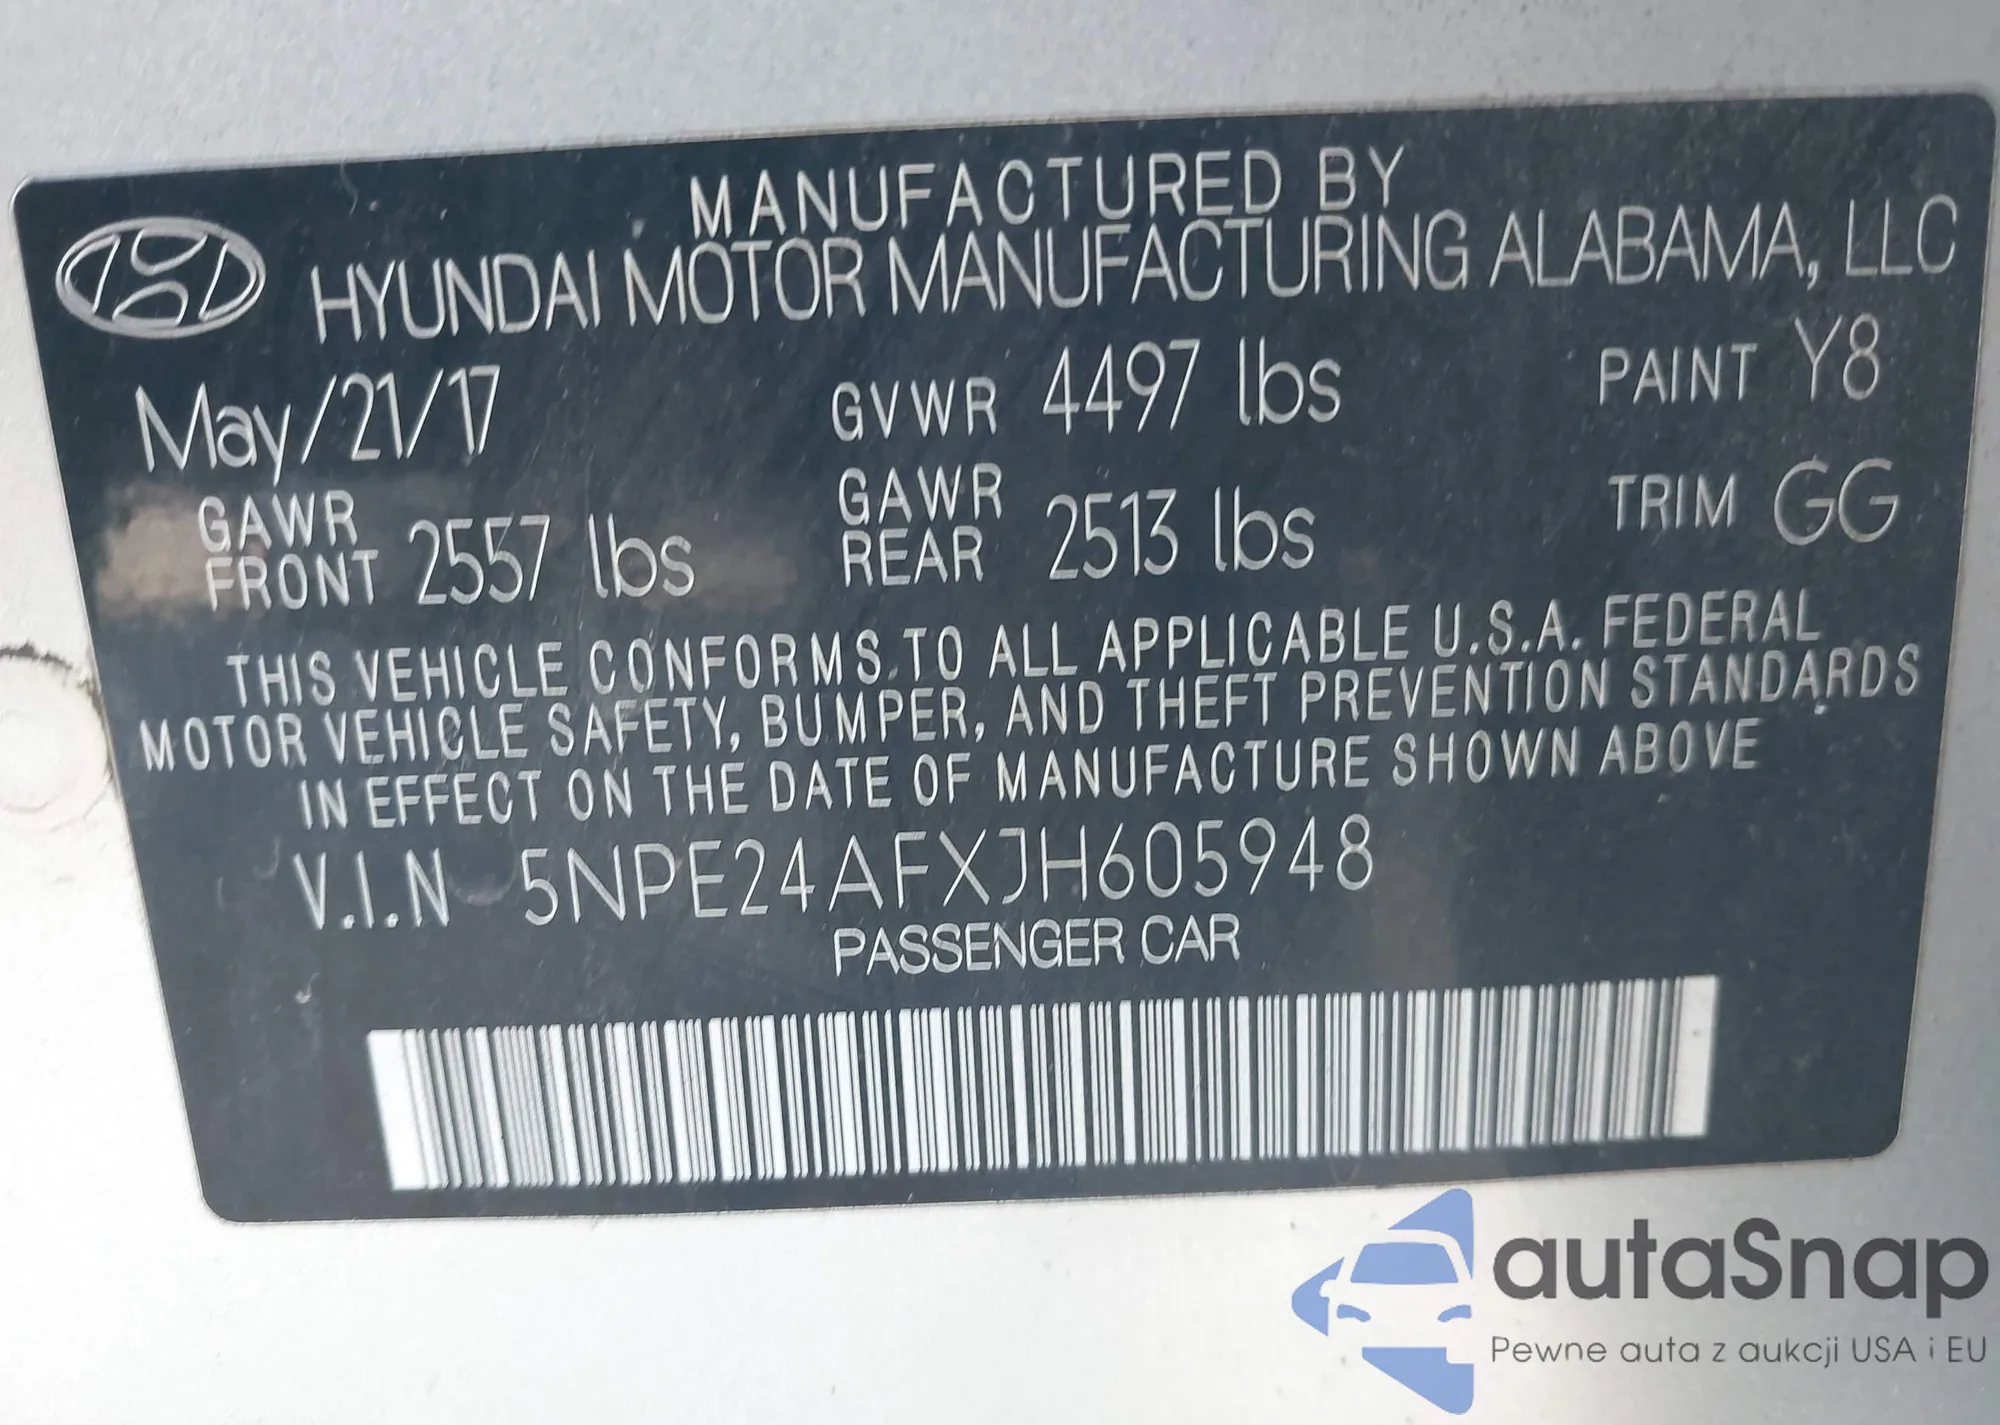 MANUFACTURED BY
HYUNDAI MOTOR MANUFACTURING ALABAMA, LLC
May/21/17 GVWR 4497 lbs PAINT Y8
GAWR FRONT 2557 lbs GAWR REAR 2513 lbs TRIM GG
THIS VEHICLE CONFORMS TO ALL APPLICABLE U.S.A. FEDERAL
MOTOR VEHICLE SAFETY, BUMPER, AND THEFT PREVENTION STANDARDS
IN EFFECT ON THE DATE OF MANUFACTURE SHOWN ABOVE
V.I.N 5NPE24AFXJH605948
PASSENGER CAR
autaSnap
Pewne auta z aukcji USA i EU